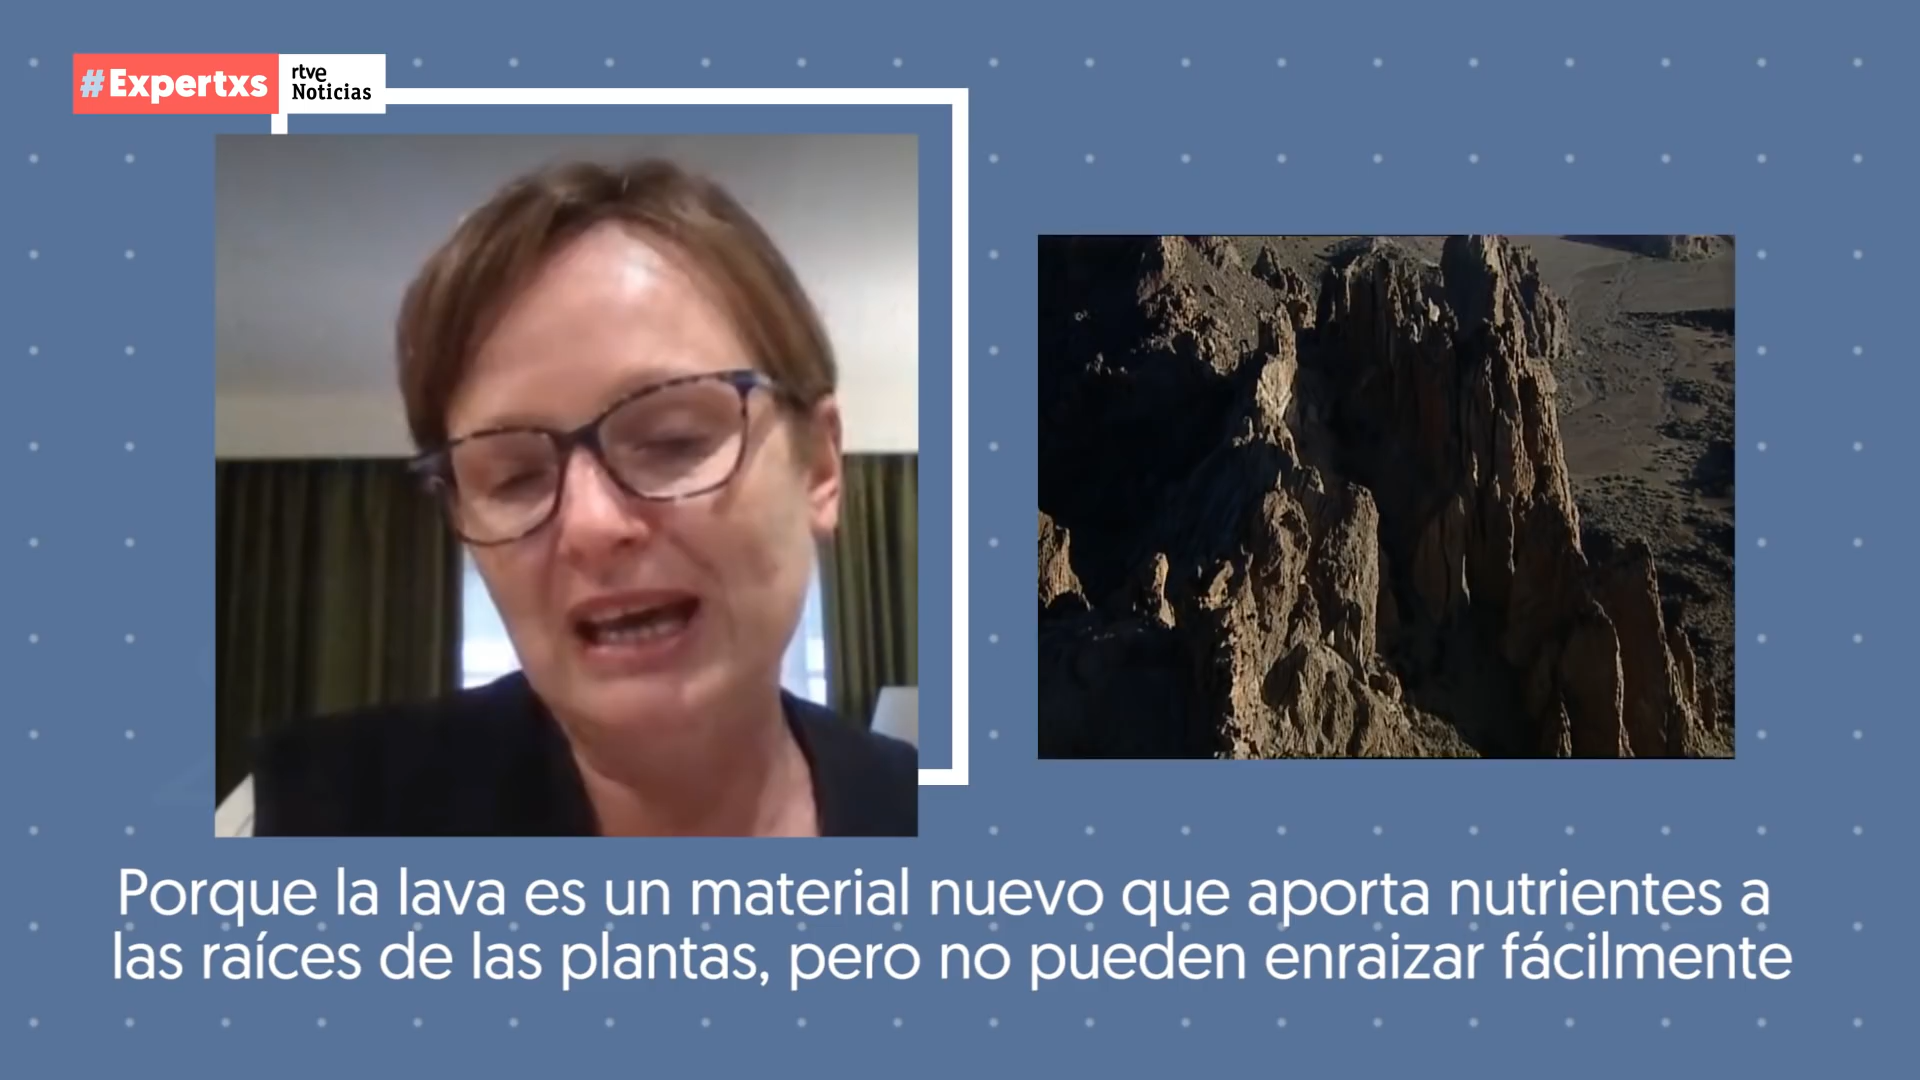 #Expertxs
rtve
Noticias
Porque la lava es un material nuevo que aporta nutrientes a
las raíces de las plantas, pero no pueden enraizar fácilmente